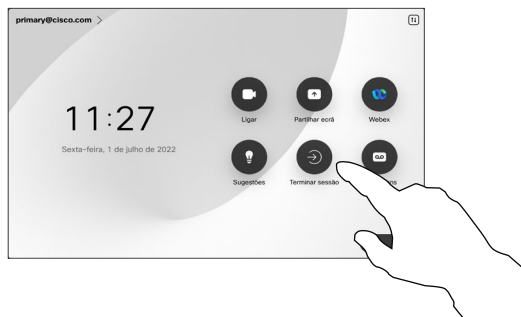 primary@cisco.com
11:27
Sexta-feira, 1 de julho de 2022
Ligar
Partilhar ecrã
Webex
Sugestões
Terminar sessão